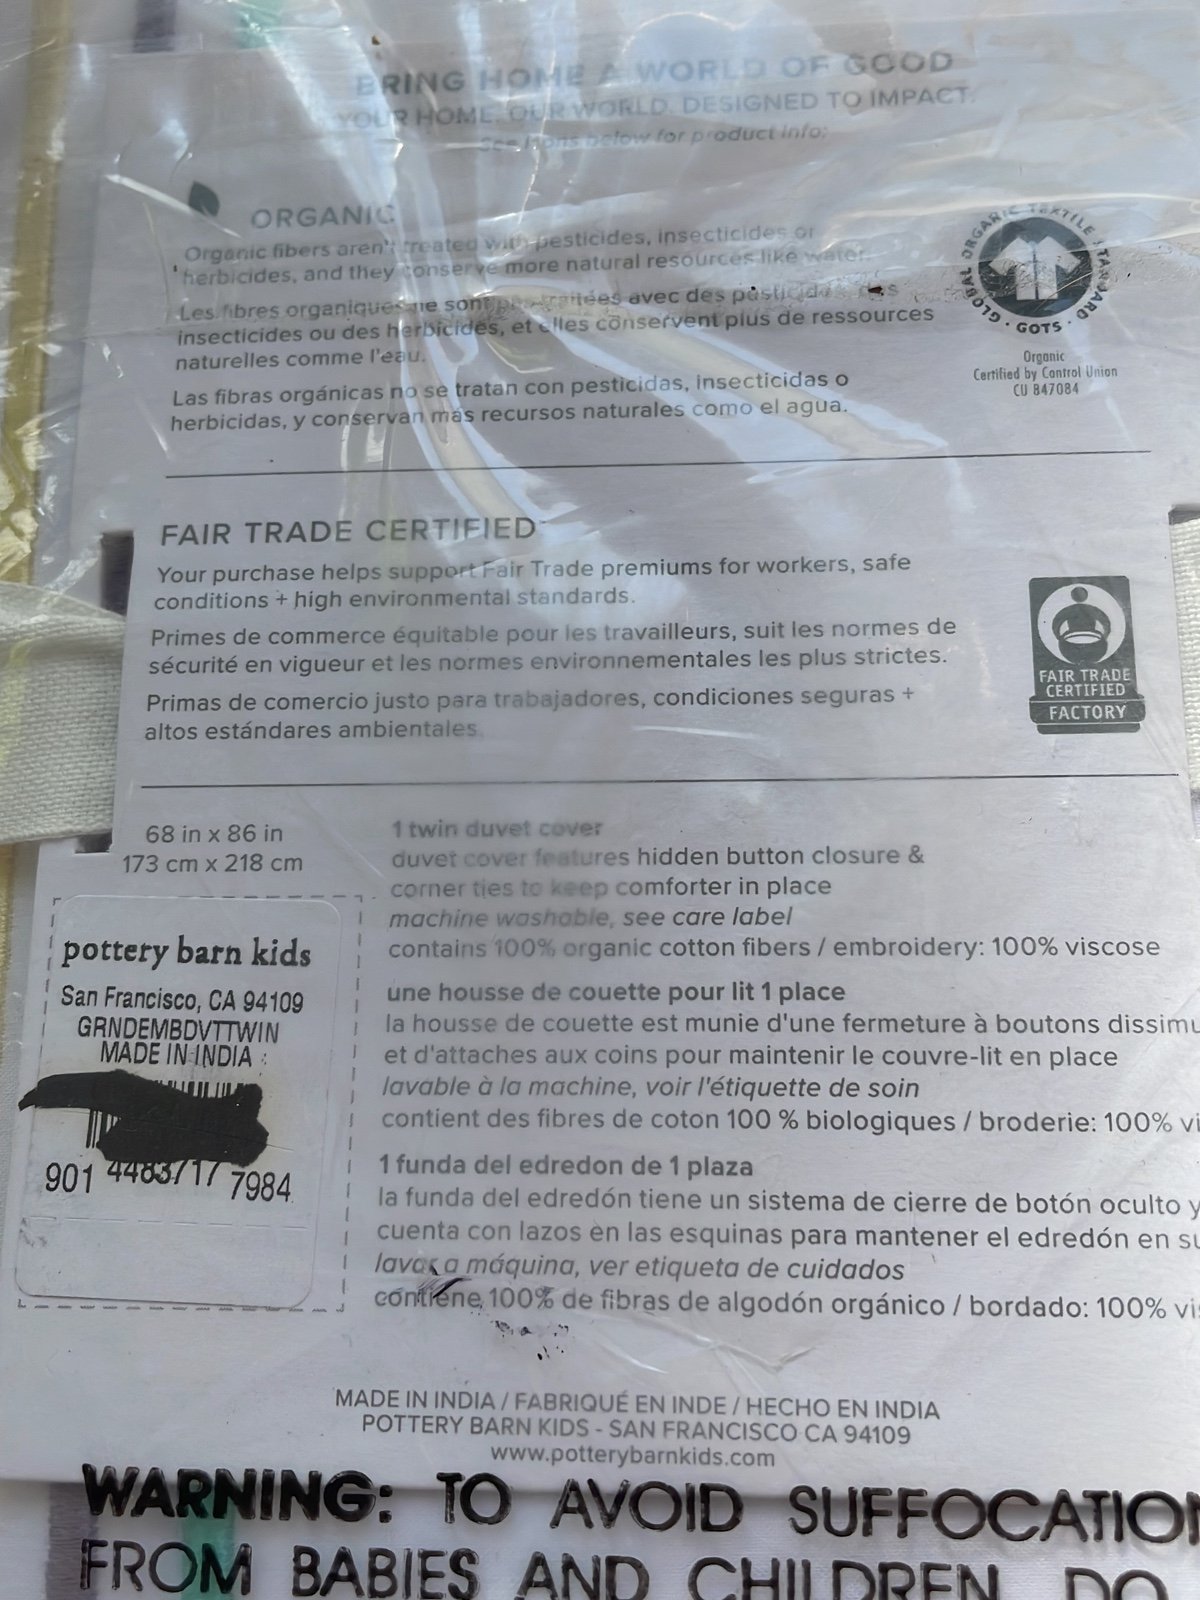 BRING HOME A WORLD OF GOOD
YOUR HOME. OUR WORLD. DESIGNED TO IMPACT.
See icons below for product info:
ORGANIC
Organic fibers aren't treated with pesticides, insecticides or
herbicides, and they conserve more natural resources like water.
Les fibres organiques ne sont pas traitées avec des pesticides, des
insecticides ou des herbicides, et elles conservent plus de ressources
naturelles comme l'eau.
Las fibras orgánicas no se tratan con pesticidas, insecticidas o
herbicidas, y conservan más recursos naturales como el agua.
GLOBAL ORGANIC TEXTILE STANDARD · GOTS ·
Organic
Certified by Control Union
CU 847084
FAIR TRADE CERTIFIED™
Your purchase helps support Fair Trade premiums for workers, safe
conditions + high environmental standards.
Primes de commerce équitable pour les travailleurs, suit les normes de
sécurité en vigueur et les normes environnementales les plus strictes.
Primas de comercio justo para trabajadores, condiciones seguras +
altos estándares ambientales.
FAIR TRADE
CERTIFIED
FACTORY
68 in x 86 in
173 cm x 218 cm
1 twin duvet cover
duvet cover features hidden button closure &
corner ties to keep comforter in place
machine washable, see care label
contains 100% organic cotton fibers / embroidery: 100% viscose
une housse de couette pour lit 1 place
la housse de couette est munie d'une fermeture à boutons dissimu
et d'attaches aux coins pour maintenir le couvre-lit en place
lavable à la machine, voir l'étiquette de soin
contient des fibres de coton 100 % biologiques / broderie: 100% vi
1 funda del edredon de 1 plaza
la funda del edredón tiene un sistema de cierre de botón oculto y
cuenta con lazos en las esquinas para mantener el edredón en su
lavar a máquina, ver etiqueta de cuidados
contiene 100% de fibras de algodón orgánico / bordado: 100% vis
pottery barn kids
San Francisco, CA 94109
GRNDEMBDVTTWIN
MADE IN INDIA
901 4483717 7984
MADE IN INDIA / FABRIQUÉ EN INDE / HECHO EN INDIA
POTTERY BARN KIDS - SAN FRANCISCO CA 94109
www.potterybarnkids.com
WARNING: TO AVOID SUFFOCATION
FROM BABIES AND CHILDREN. DO